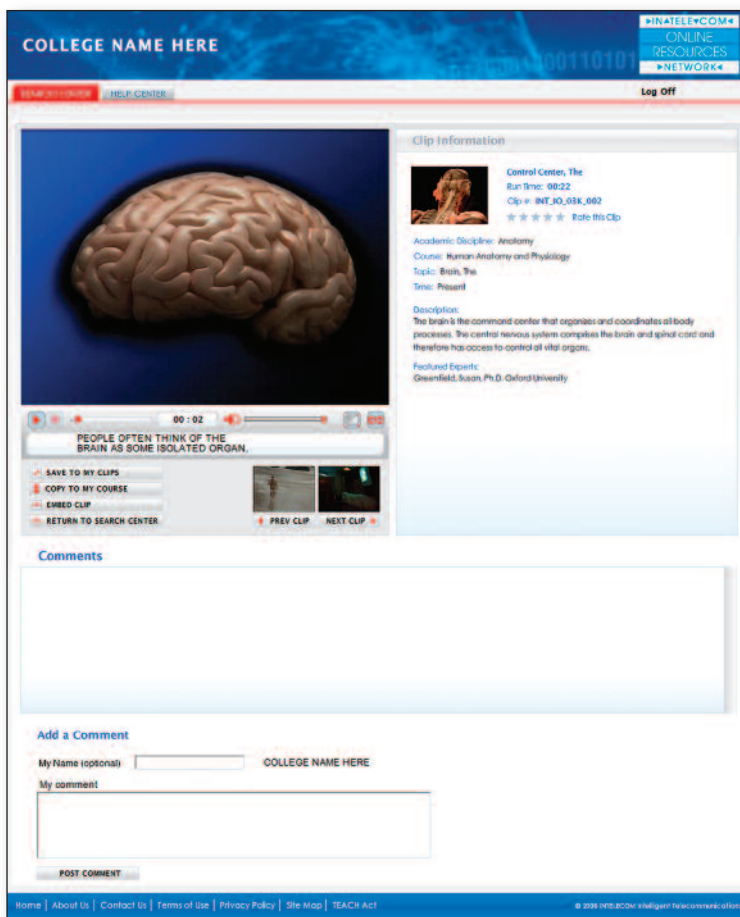 COLLEGE NAME HERE
INTELECOM
ONLINE
RESOURCES
NETWORK
SEARCH CENTER
HELP CENTER
Log Off
Clip Information
Control Center, The
Run Time: 00:22
Clip #: INT_IO_03K_002
Rate this Clip
Academic Discipline: Anatomy
Course: Human Anatomy and Physiology
Topic: Brain, The
Time: Present
Description:
The brain is the command center that organizes and coordinates all body
processes. The central nervous system comprises the brain and spinal cord and
therefore has access to control all vital organs.
Featured Experts:
Greenfield, Susan, Ph.D. Oxford University
00 : 02
PEOPLE OFTEN THINK OF THE
BRAIN AS SOME ISOLATED ORGAN.
SAVE TO MY CLIPS
COPY TO MY COURSE
EMBED CLIP
RETURN TO SEARCH CENTER
PREV CLIP
NEXT CLIP
Comments
Add a Comment
My Name (optional)
COLLEGE NAME HERE
My comment
POST COMMENT
Home | About Us | Contact Us | Terms of Use | Privacy Policy | Site Map | TEACH Act
© 2008 INTELECOM Intelligent Telecommunications